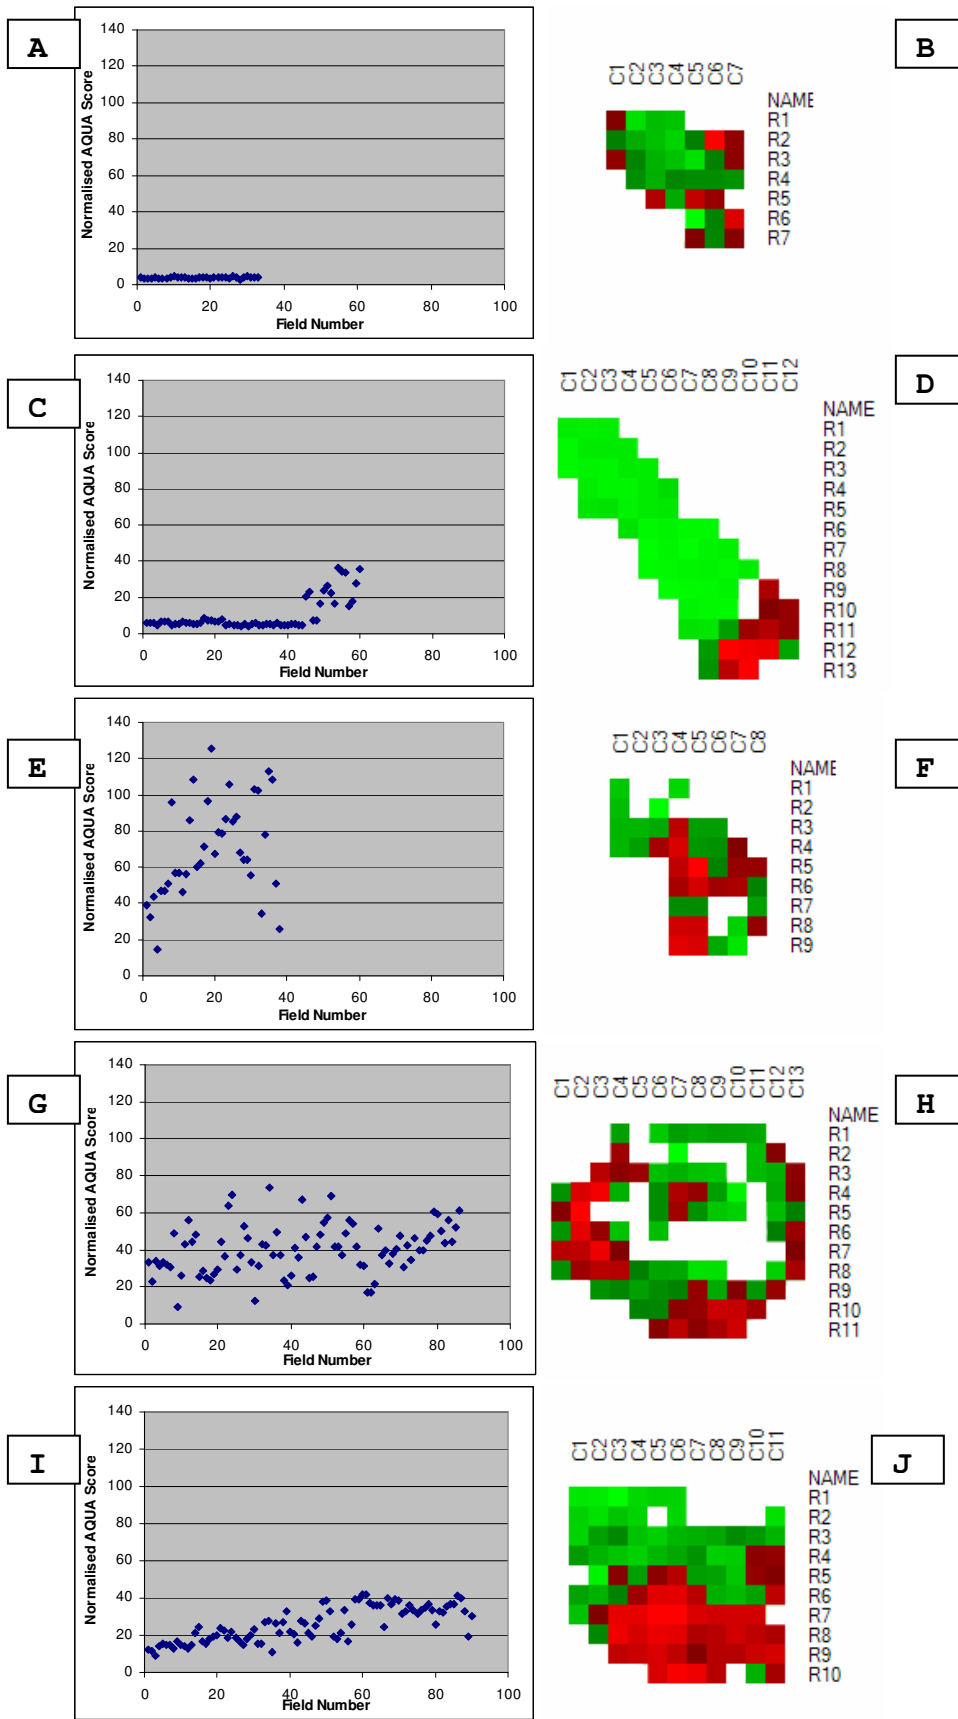 A
Normalised AQUA Score
140
120
100
80
60
40
20
0
0 20 40 60 80 100
Field Number
B
C1 C2 C3 C4 C5 C6 C7
NAME
R1
R2
R3
R4
R5
R6
R7
C
Normalised AQUA Score
140
120
100
80
60
40
20
0
0 20 40 60 80 100
Field Number
D
C1 C2 C3 C4 C5 C6 C7 C8 C9 C10 C11 C12
NAME
R1
R2
R3
R4
R5
R6
R7
R8
R9
R10
R11
R12
R13
E
Normalised AQUA Score
140
120
100
80
60
40
20
0
0 20 40 60 80 100
Field Number
F
C1 C2 C3 C4 C5 C6 C7 C8
NAME
R1
R2
R3
R4
R5
R6
R7
R8
R9
G
Normalised AQUA Score
140
120
100
80
60
40
20
0
0 20 40 60 80 100
Field Number
H
C1 C2 C3 C4 C5 C6 C7 C8 C9 C10 C11 C12 C13
NAME
R1
R2
R3
R4
R5
R6
R7
R8
R9
R10
R11
I
Normalised AQUA Score
140
120
100
80
60
40
20
0
0 20 40 60 80 100
Field Number
J
C1 C2 C3 C4 C5 C6 C7 C8 C9 C10 C11
NAME
R1
R2
R3
R4
R5
R6
R7
R8
R9
R10